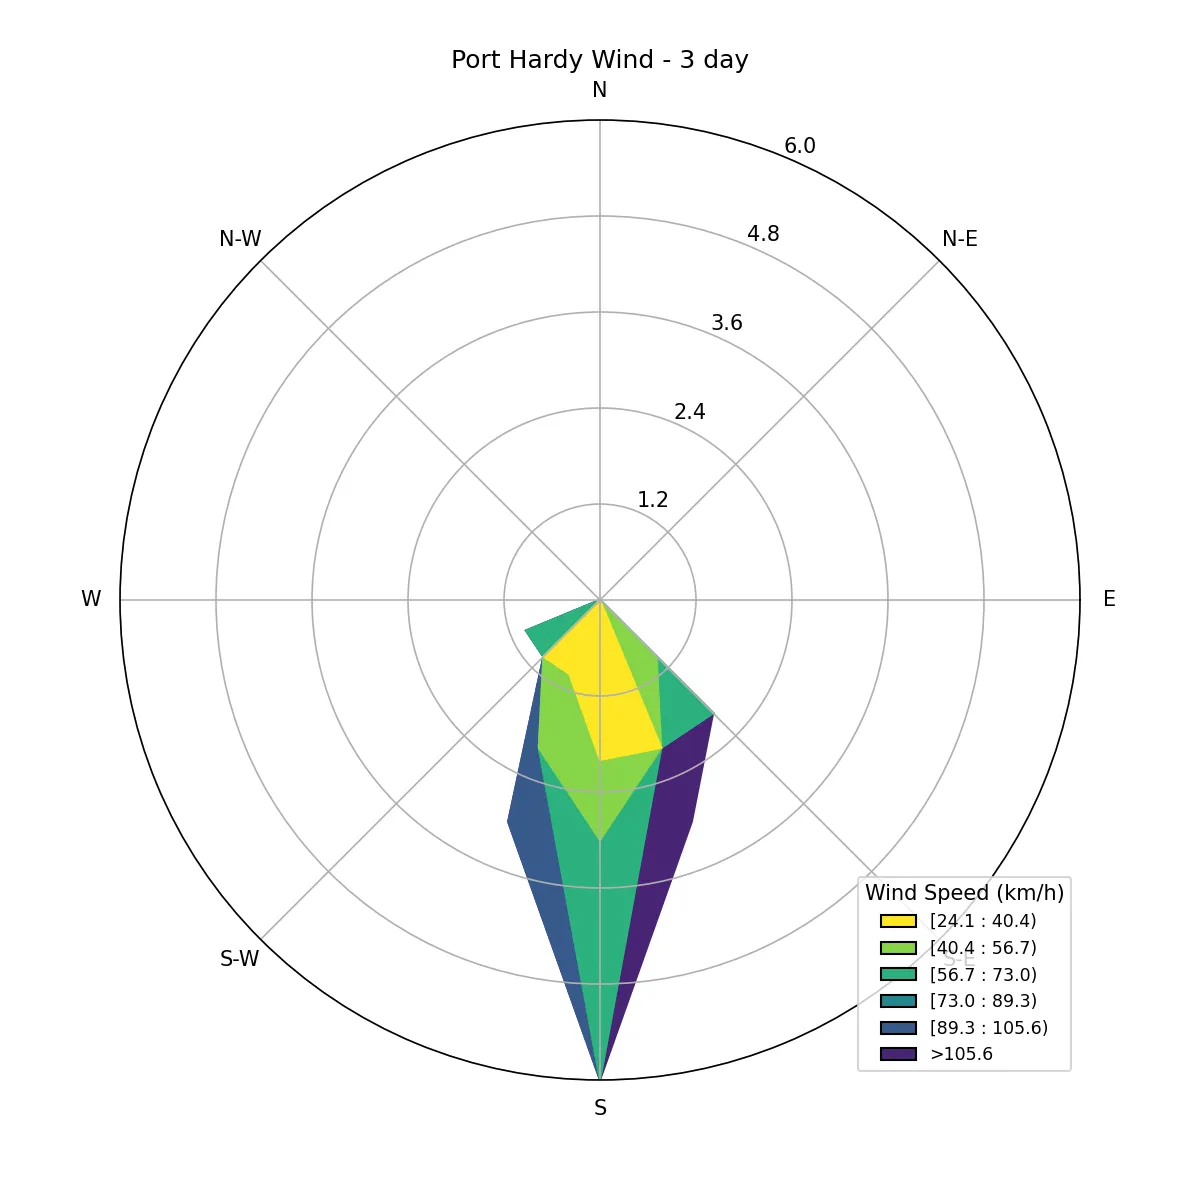 Port Hardy Wind - 3 day
N
6.0
N-W
4.8
N-E
3.6
2.4
1.2
W
E
Wind Speed (km/h)
[24.1 : 40.4)
[40.4 : 56.7)
S-W
S-E
[56.7 : 73.0)
[73.0 : 89.3)
[89.3 : 105.6)
>105.6
S